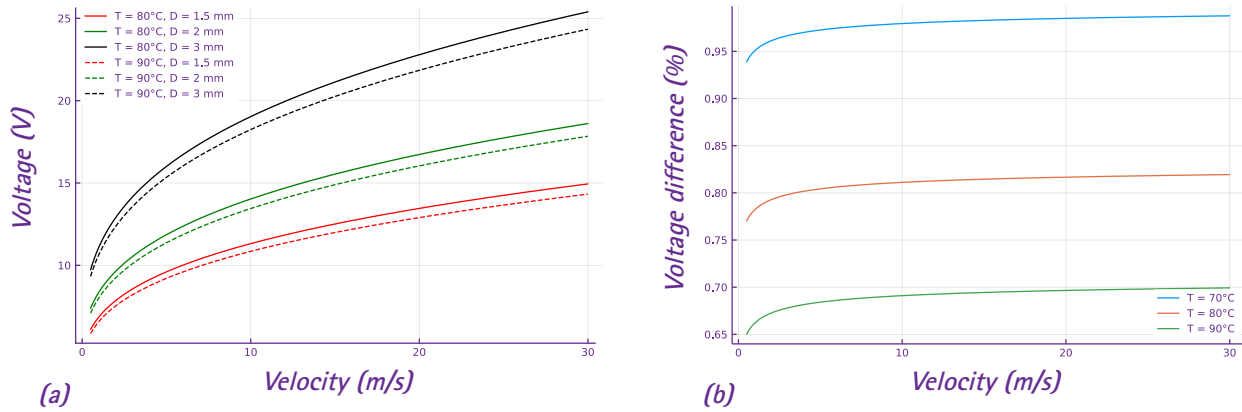 T = 80°C, D = 1.5 mm
T = 80°C, D = 2 mm
T = 80°C, D = 3 mm
T = 90°C, D = 1.5 mm
T = 90°C, D = 2 mm
T = 90°C, D = 3 mm
25
20
15
10
Voltage (V)
0
10
20
30
Velocity (m/s)
(a)
0.95
0.90
0.85
0.80
0.75
0.70
0.65
Voltage difference (%)
T = 70°C
T = 80°C
T = 90°C
0
10
20
30
Velocity (m/s)
(b)